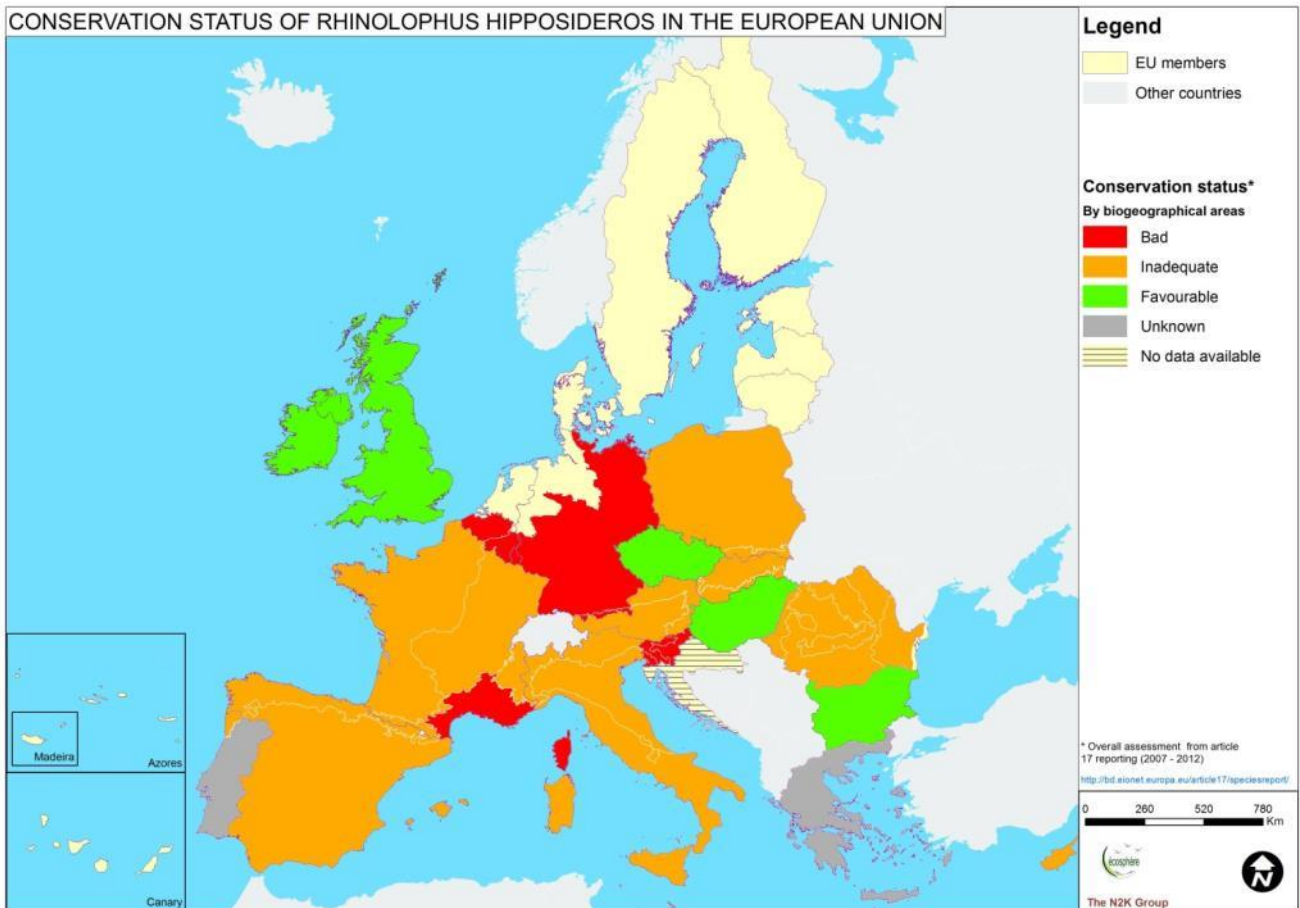 CONSERVATION STATUS OF RHINOLOPHUS HIPPOSIDEROS IN THE EUROPEAN UNION
Legend
EU members
Other countries
Conservation status*
By biogeographical areas
Bad
Inadequate
Favourable
Unknown
No data available
Madeira
Azores
Canary
* Overall assessment from article
17 reporting (2007 - 2012)
http://bd.eionet.europa.eu/article17/speciesreport/
0 260 520 780
Km
écosphère
N
The N2K Group